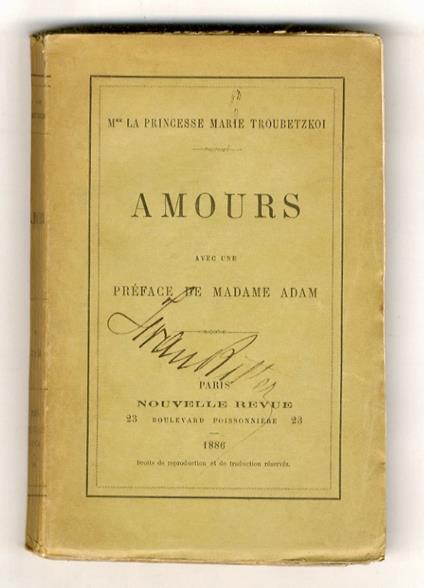 Mme LA PRINCESSE MARIE TROUBETZKOI
AMOURS
AVEC UNE
PRÉFACE DE MADAME ADAM
PARIS
NOUVELLE REVUE
23 BOULEVARD POISSONNIÈRE 23
1886
Droits de reproduction et de traduction réservés.